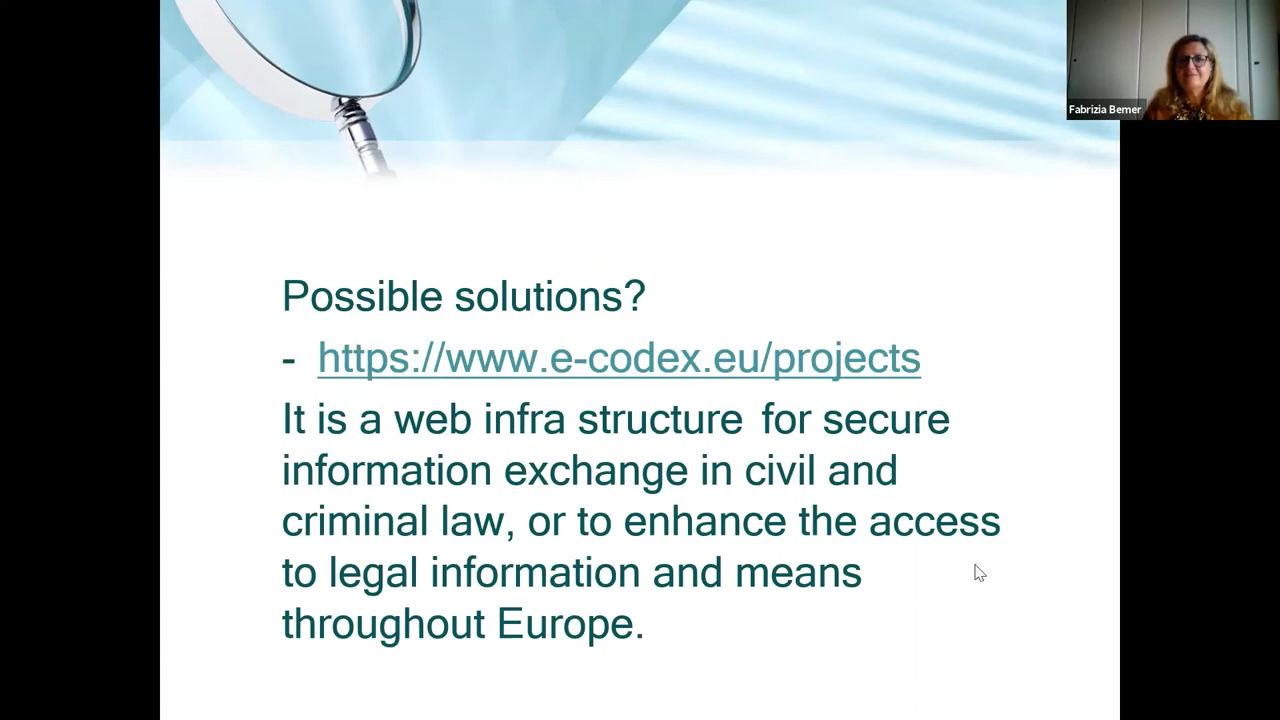 Fabrizia Bemer
Possible solutions?
- https://www.e-codex.eu/projects
It is a web infra structure for secure
information exchange in civil and
criminal law, or to enhance the access
to legal information and means
throughout Europe.